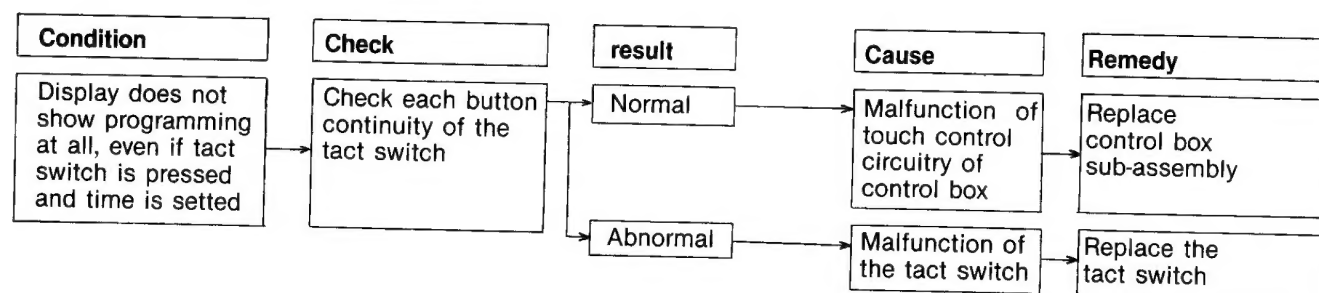 Condition
Check
result
Cause
Remedy
Display does not
show programming
at all, even if tact
switch is pressed
and time is setted
Check each button
continuity of the
tact switch
Normal
Malfunction of
touch control
circuitry of
control box
Replace
control box
sub-assembly
Abnormal
Malfunction of
the tact switch
Replace the
tact switch